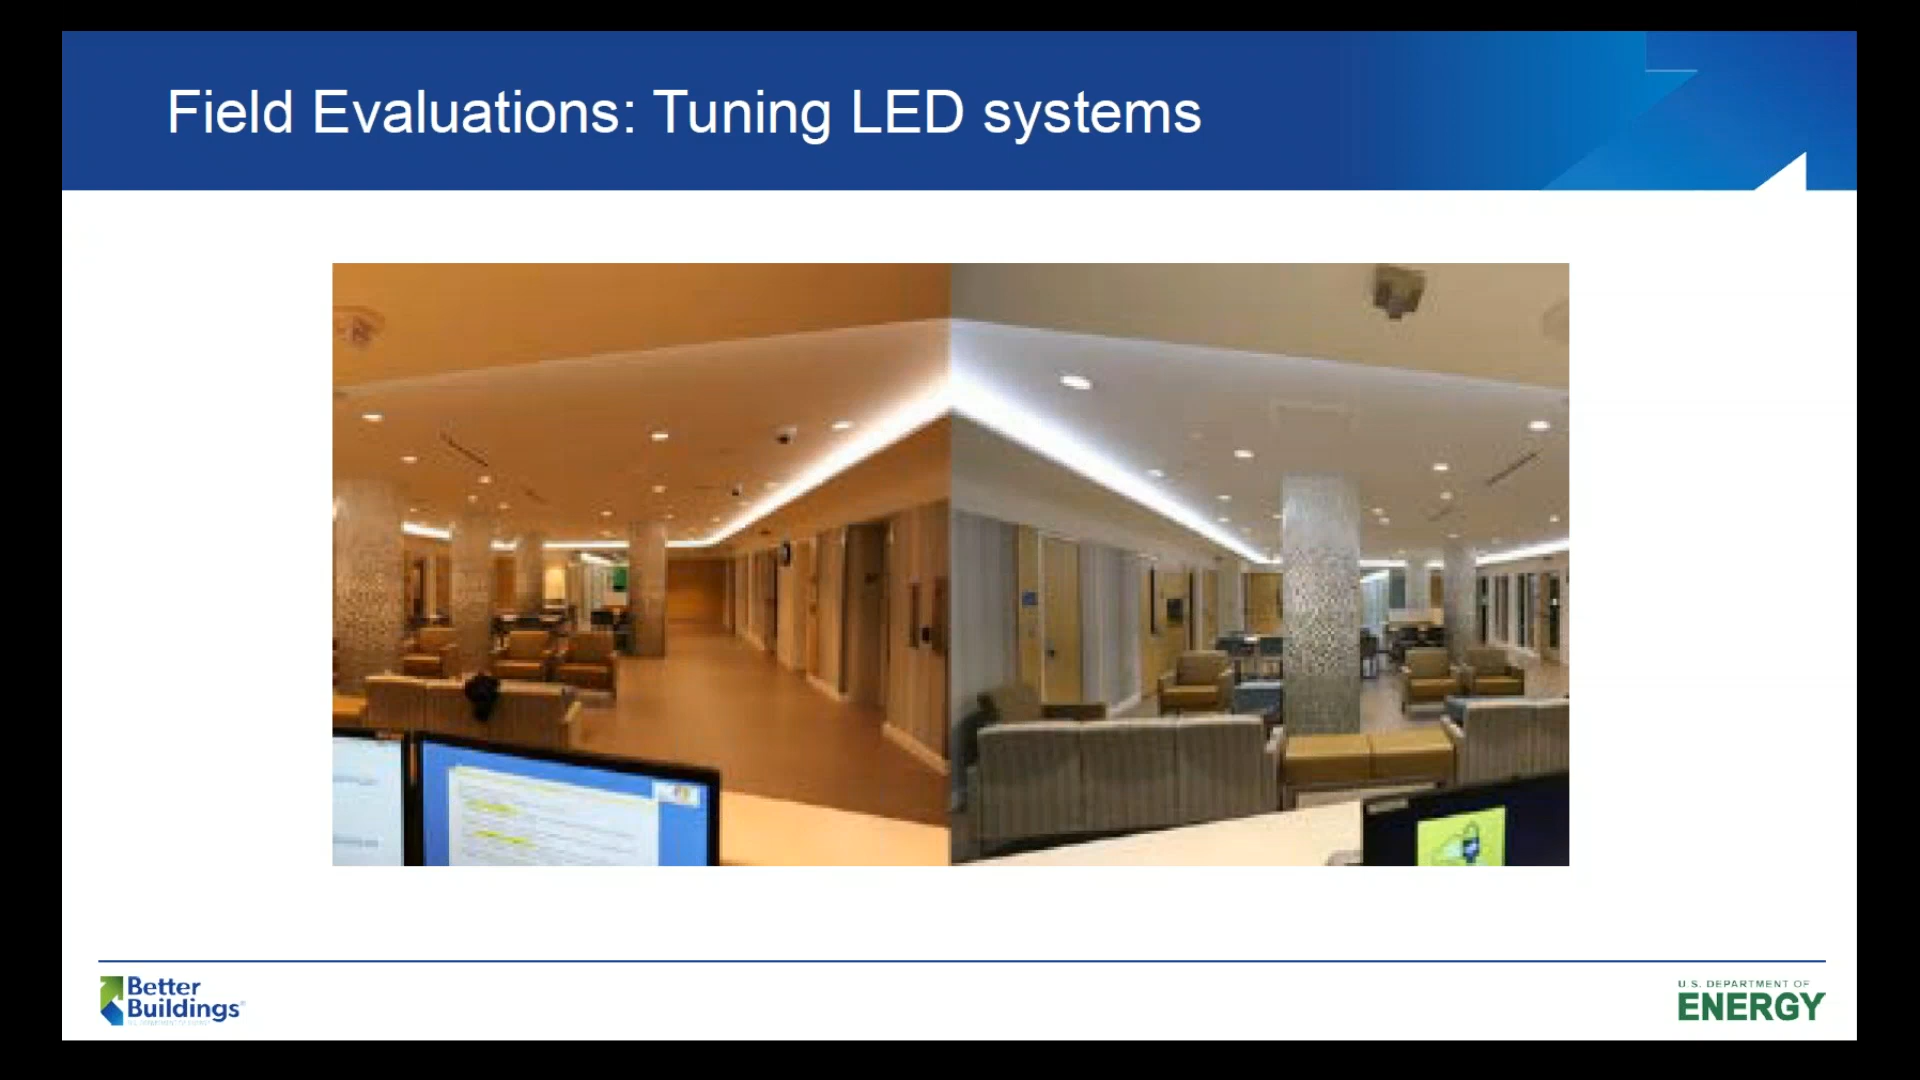 Field Evaluations: Tuning LED systems
Better
Buildings®
U.S. DEPARTMENT OF
ENERGY